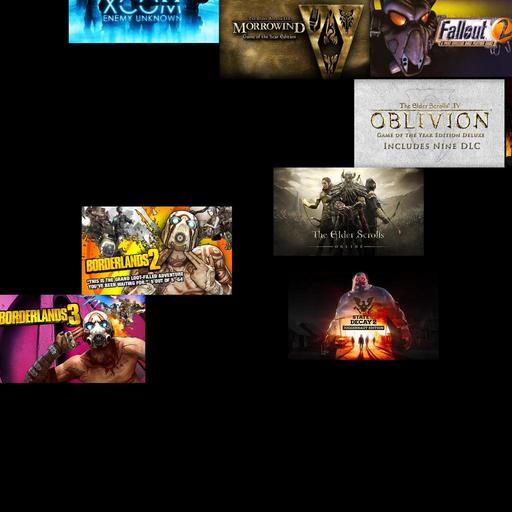 XCOM
ENEMY UNKNOWN
MORROWIND
Game of the Year Edition
Fallout 2
The Elder Scrolls IV
OBLIVION
GAME OF THE YEAR EDITION DELUXE
INCLUDES NINE DLC
The Elder Scrolls
ONLINE
BORDERLANDS 2
"THIS IS THE GRAND LOOT-FILLED ADVENTURE
YOU'VE BEEN WAITING FOR." 5 OUT OF 5 -G4
BORDERLANDS 3
STATE OF
DECAY 2
JUGGERNAUT EDITION